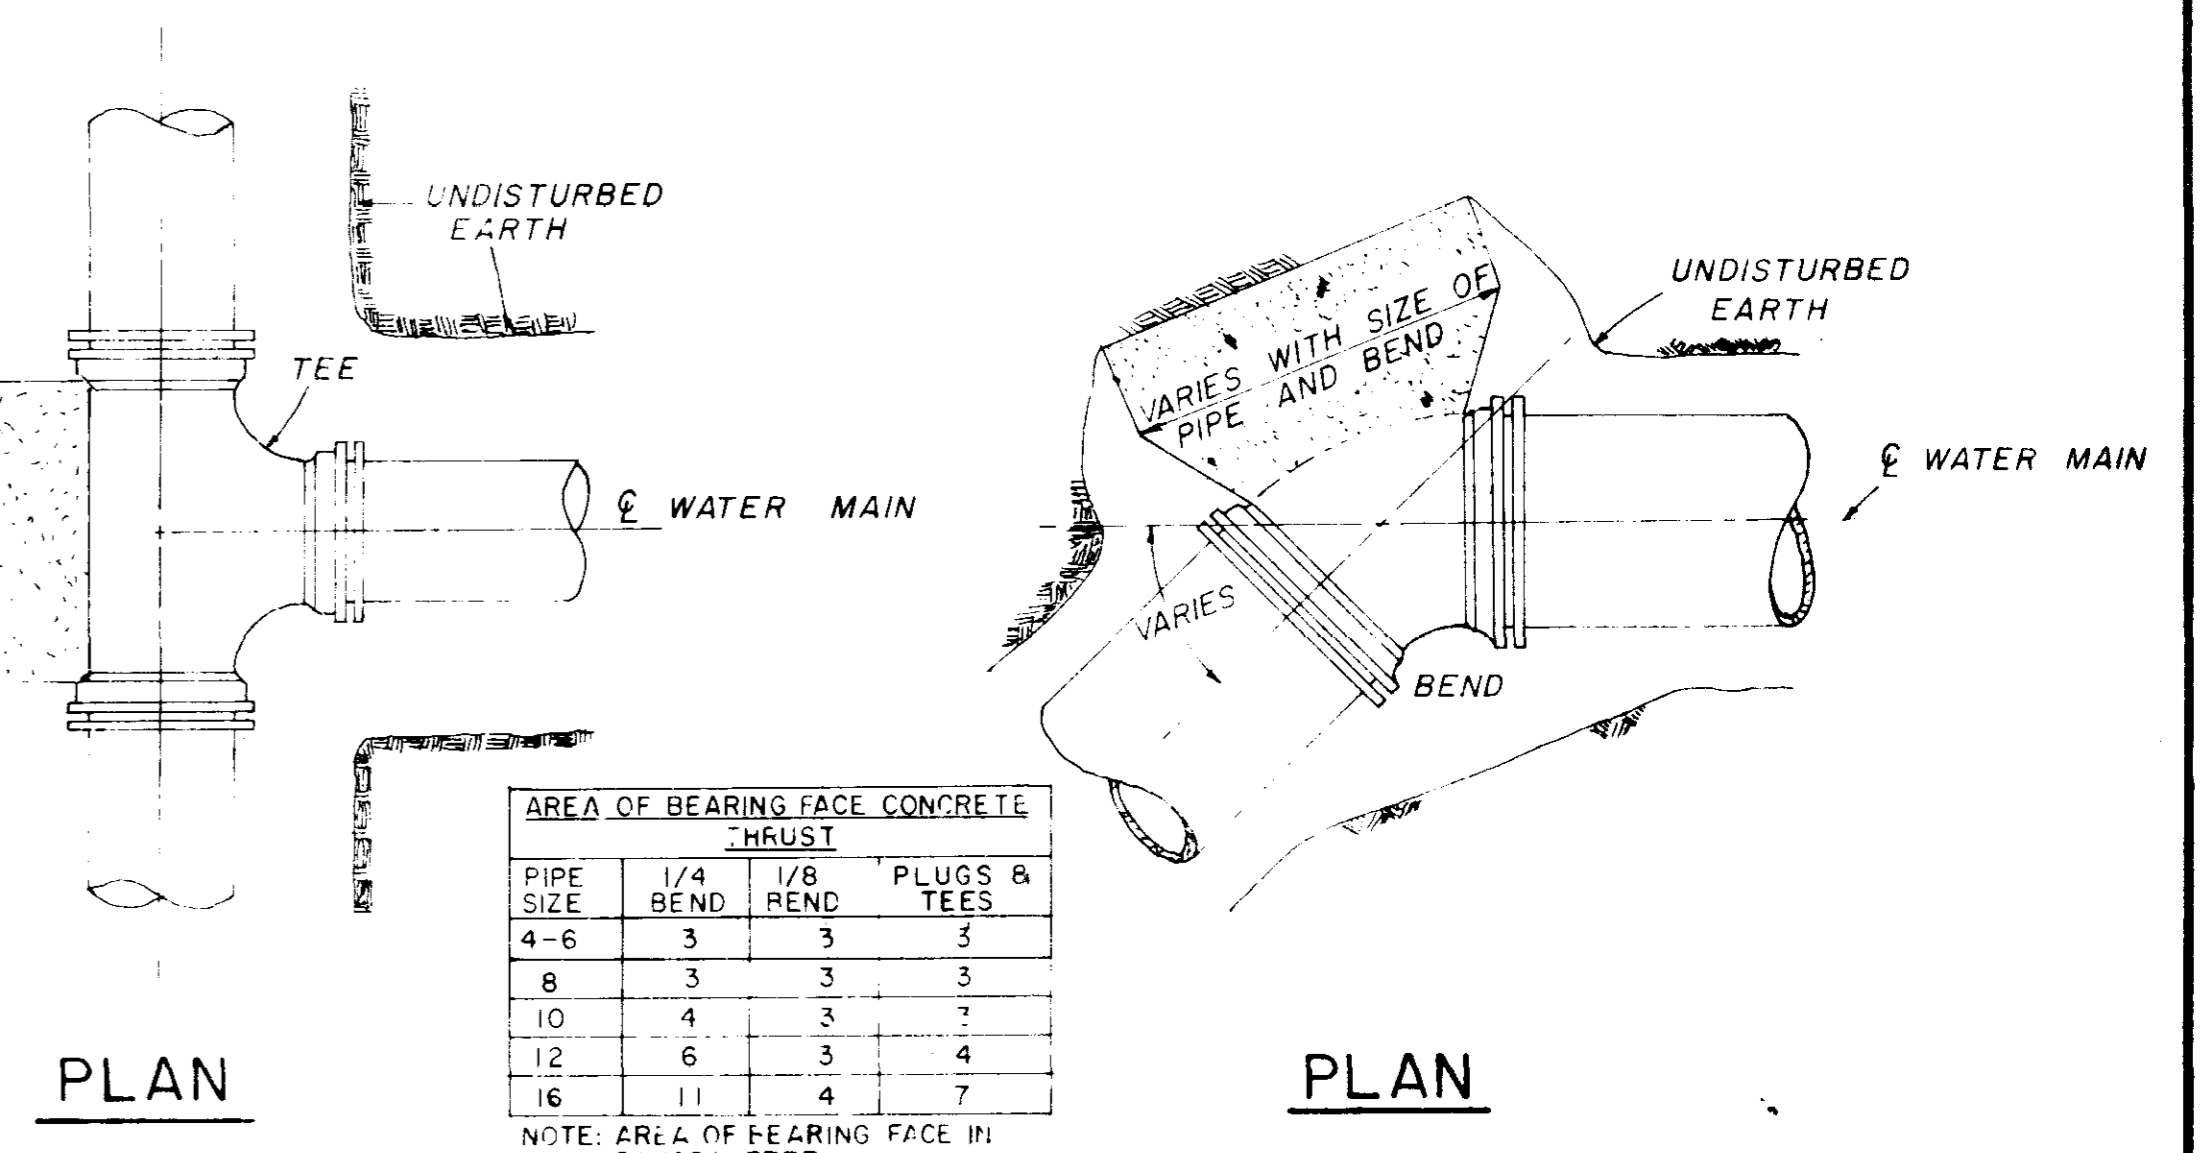 UNDISTURBED
EARTH
TEE
℄ WATER MAIN
PLAN
AREA OF BEARING FACE CONCRETE
THRUST
PIPE SIZE 1/4 BEND 1/8 BEND PLUGS & TEES
4-6 3 3 3
8 3 3 3
10 4 3 3
12 6 3 4
16 11 4 7
NOTE: AREA OF BEARING FACE IN
UNDISTURBED
EARTH
VARIES WITH SIZE OF
PIPE AND BEND
℄ WATER MAIN
VARIES
BEND
PLAN